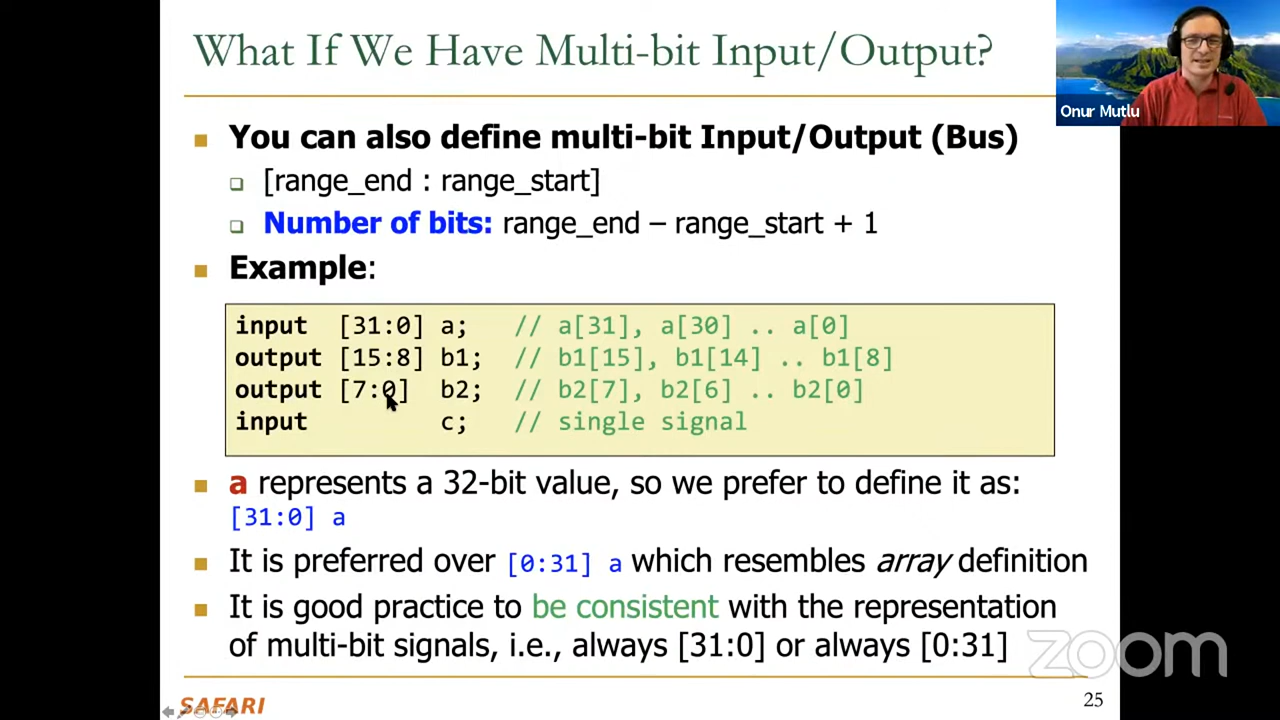 What If We Have Multi-bit Input/Output?
Onur Mutlu
You can also define multi-bit Input/Output (Bus)
[range_end : range_start]
Number of bits: range_end – range_start + 1
Example:
input [31:0] a; // a[31], a[30] .. a[0]
output [15:8] b1; // b1[15], b1[14] .. b1[8]
output [7:0] b2; // b2[7], b2[6] .. b2[0]
input c; // single signal
a represents a 32-bit value, so we prefer to define it as:
[31:0] a
It is preferred over [0:31] a which resembles array definition
It is good practice to be consistent with the representation
of multi-bit signals, i.e., always [31:0] or always [0:31]
zoom
SAFARI
25